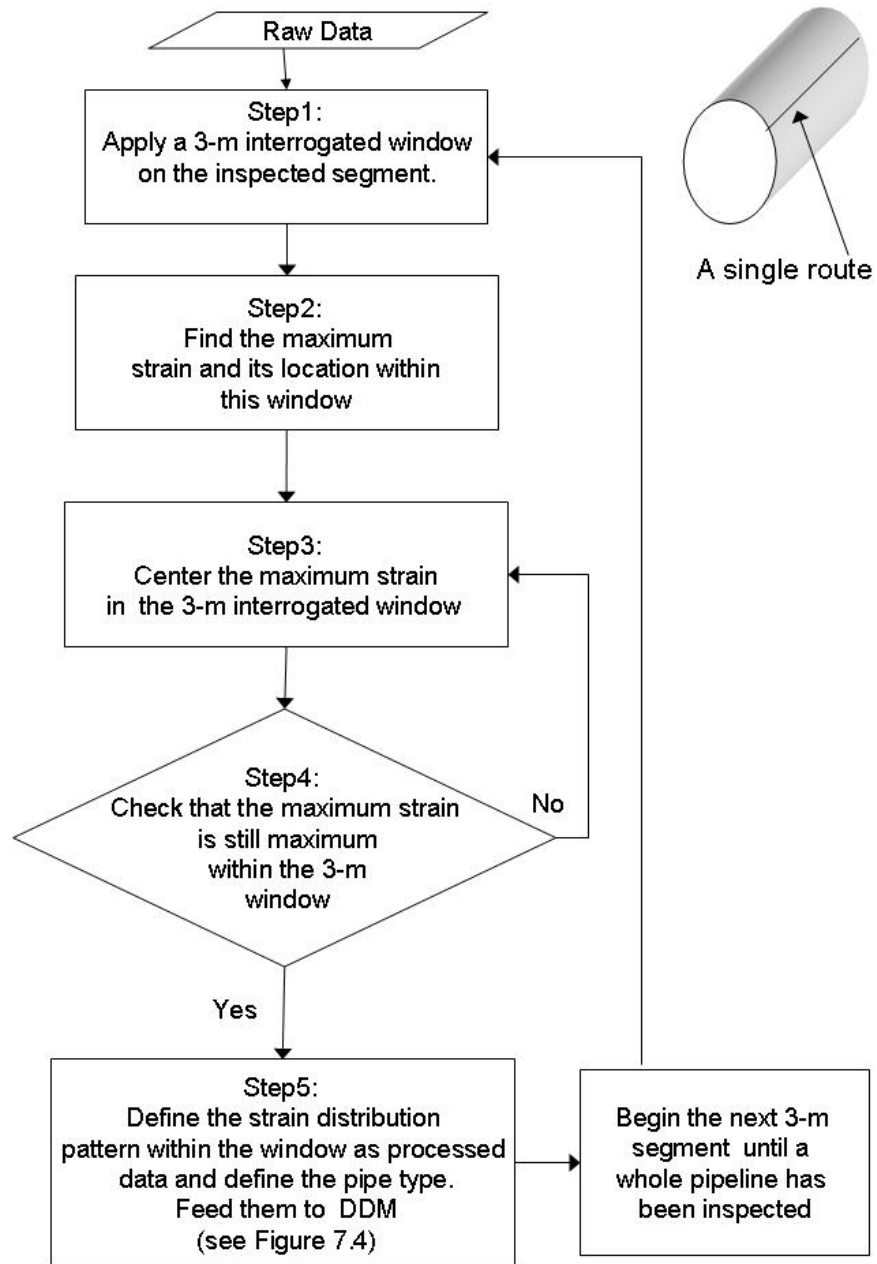 Raw Data
Step1:
Apply a 3-m interrogated window
on the inspected segment.
A single route
Step2:
Find the maximum
strain and its location within
this window
Step3:
Center the maximum strain
in the 3-m interrogated window
Step4:
Check that the maximum strain
is still maximum
within the 3-m
window
No
Yes
Step5:
Define the strain distribution
pattern within the window as processed
data and define the pipe type.
Feed them to DDM
(see Figure 7.4)
Begin the next 3-m
segment until a
whole pipeline has
been inspected